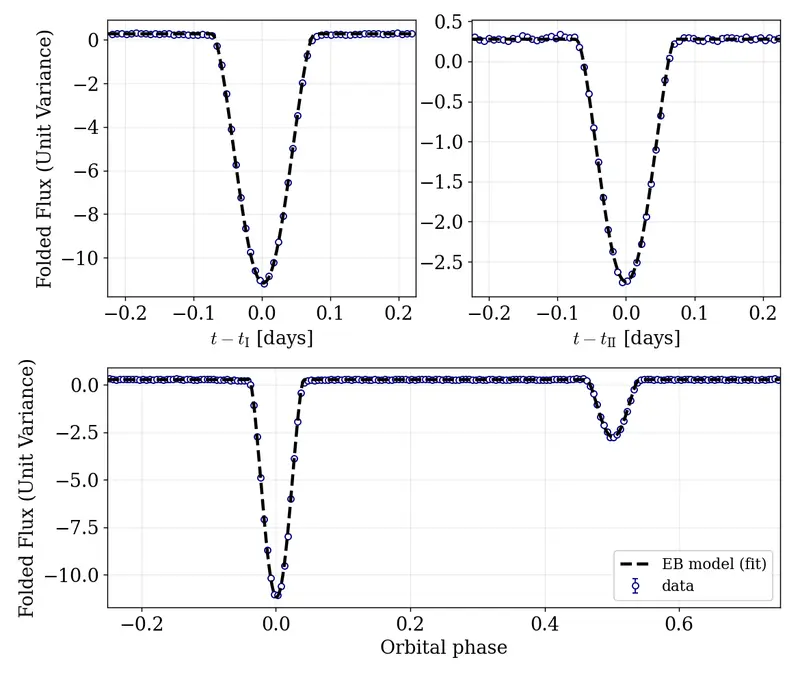 Folded Flux (Unit Variance)
0
−2
−4
−6
−8
−10
−0.2 −0.1 0.0 0.1 0.2
t − tI [days]
0.5
0.0
−0.5
−1.0
−1.5
−2.0
−2.5
−0.2 −0.1 0.0 0.1 0.2
t − tII [days]
Folded Flux (Unit Variance)
0.0
−2.5
−5.0
−7.5
−10.0
EB model (fit)
data
−0.2 0.0 0.2 0.4 0.6
Orbital phase